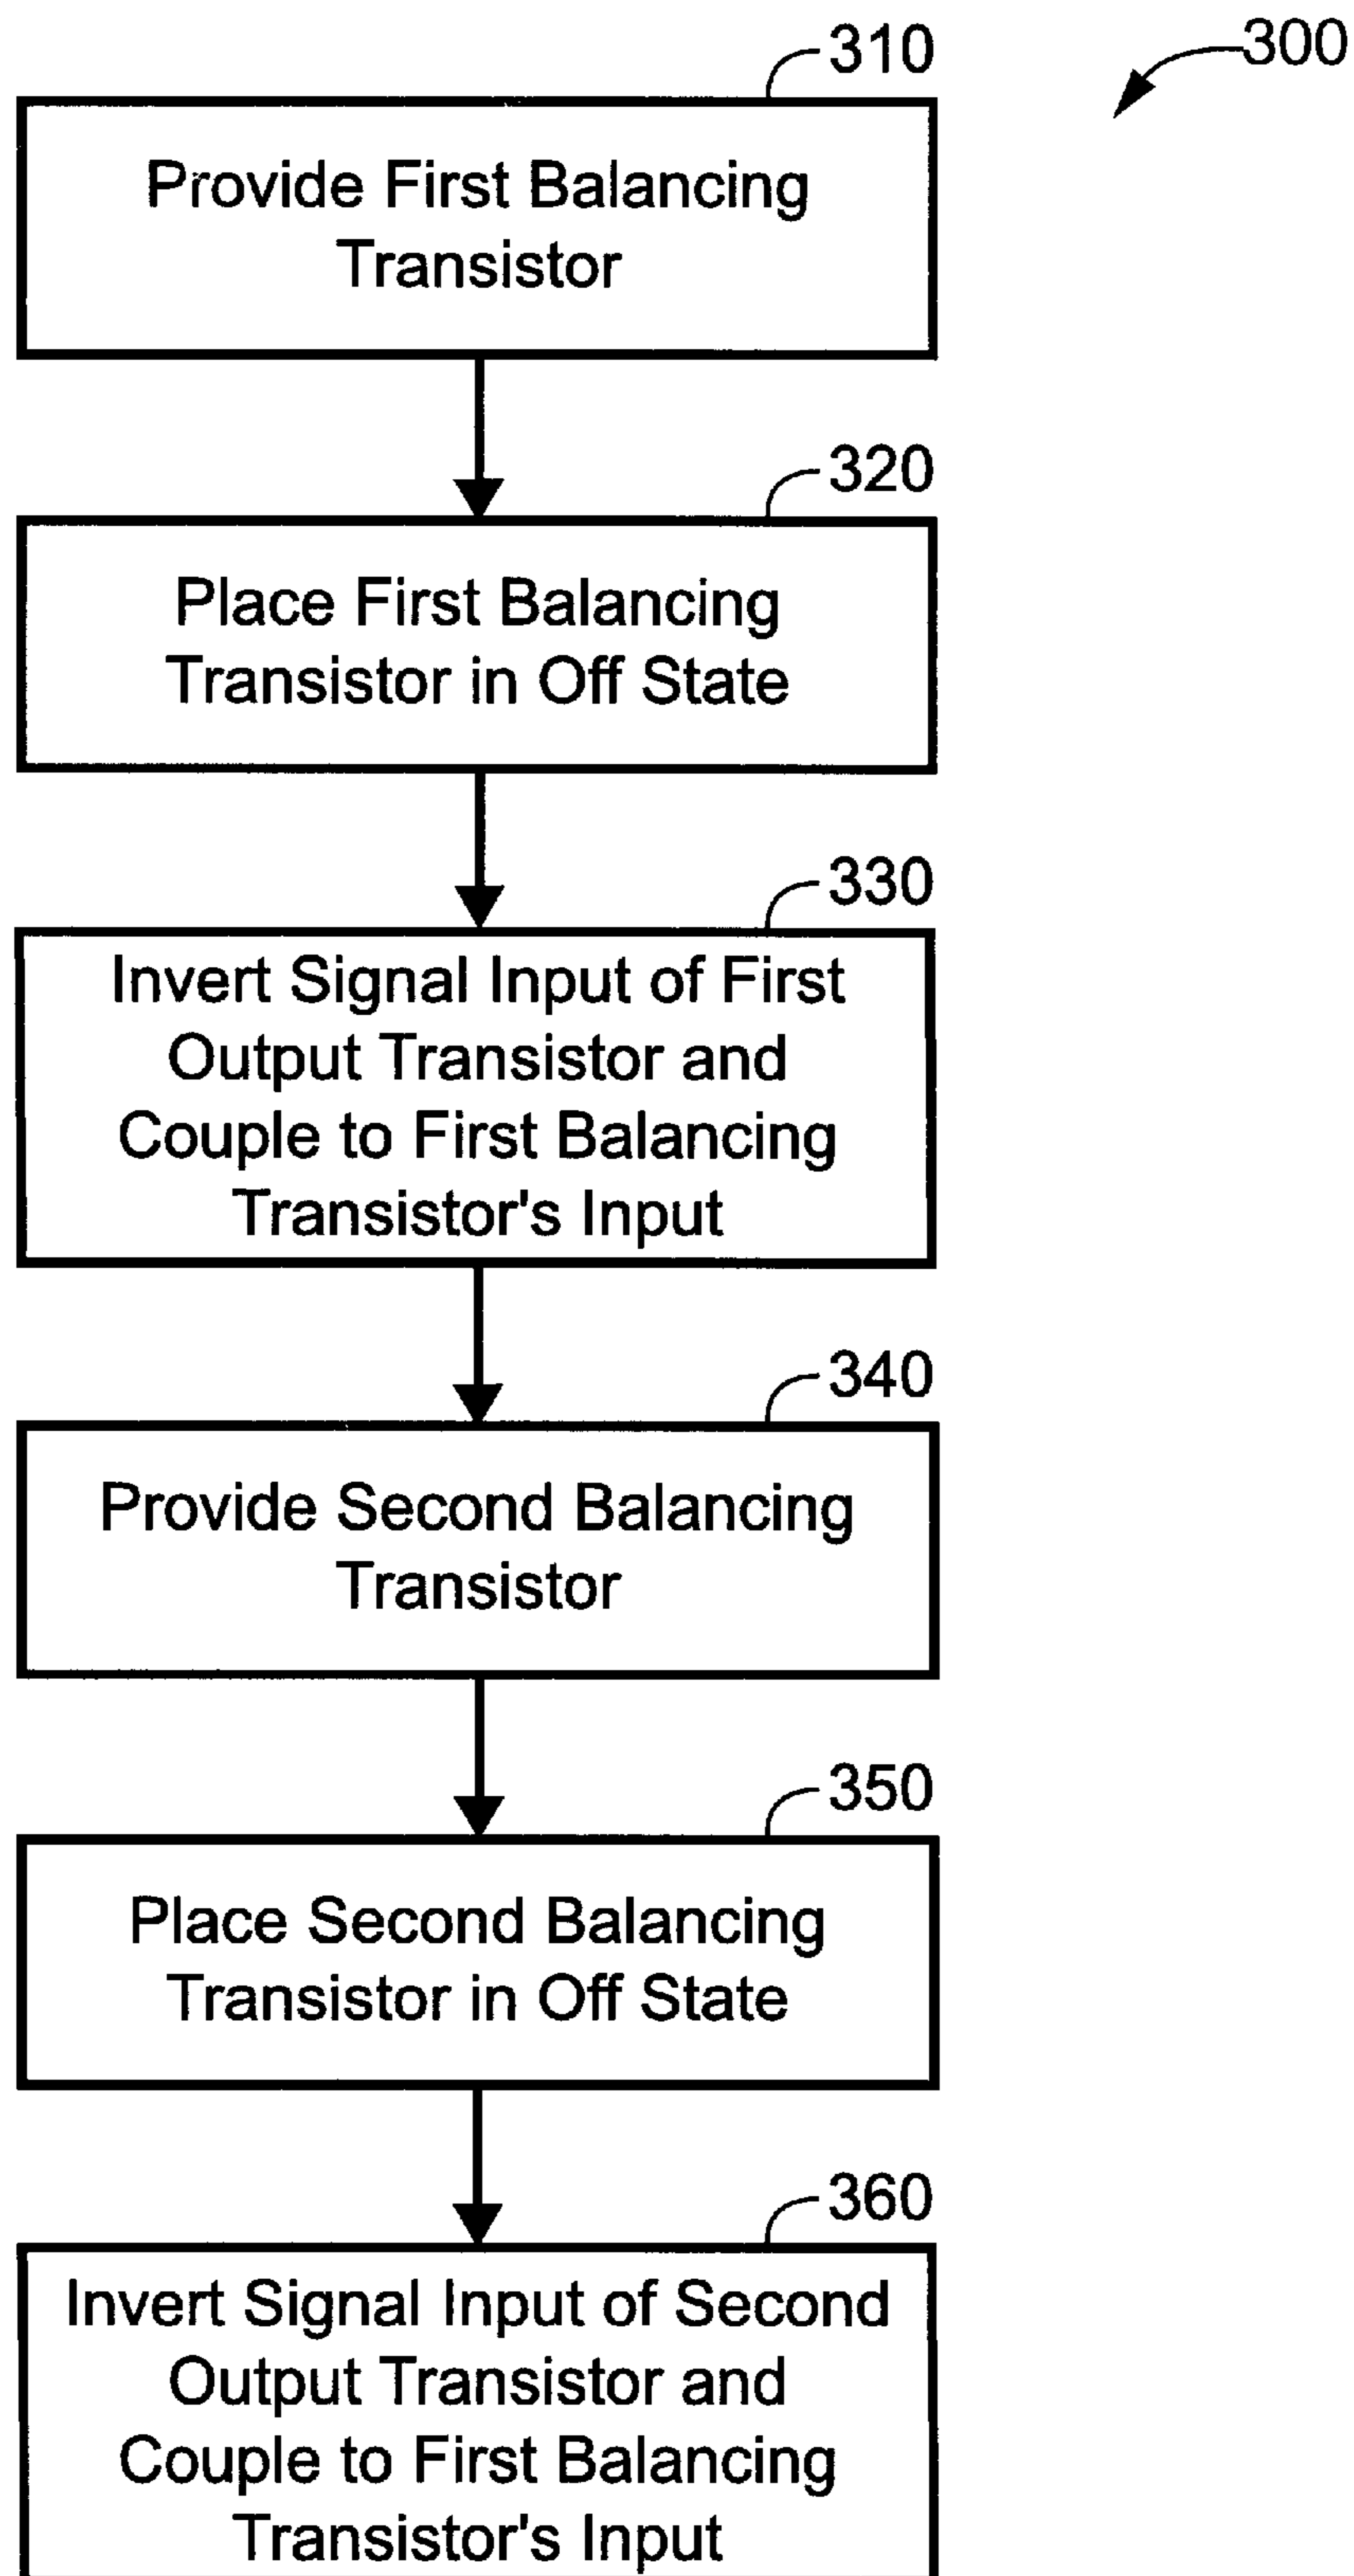 310
300
Provide First Balancing
Transistor
320
Place First Balancing
Transistor in Off State
330
Invert Signal Input of First
Output Transistor and
Couple to First Balancing
Transistor's Input
340
Provide Second Balancing
Transistor
350
Place Second Balancing
Transistor in Off State
360
Invert Signal Input of Second
Output Transistor and
Couple to First Balancing
Transistor's Input